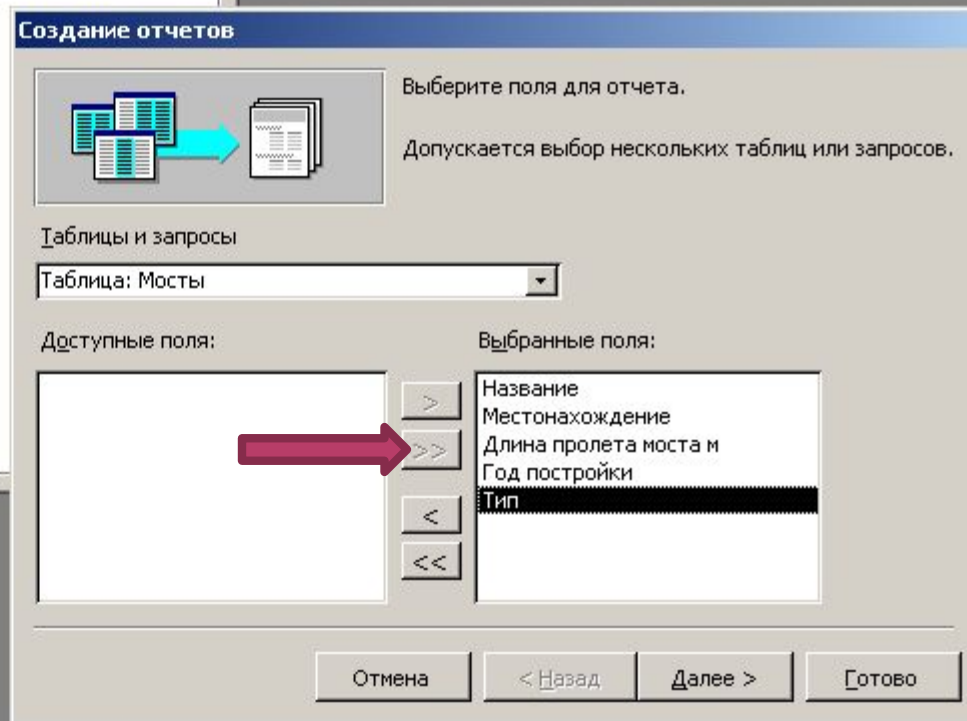 Создание отчетов
Выберите поля для отчета.
Допускается выбор нескольких таблиц или запросов.
Таблицы и запросы
Таблица: Мосты
Доступные поля:
Выбранные поля:
>
>>
<
<<
Название
Местонахождение
Длина пролета моста м
Год постройки
Тип
Отмена
< Назад
Далее >
Готово